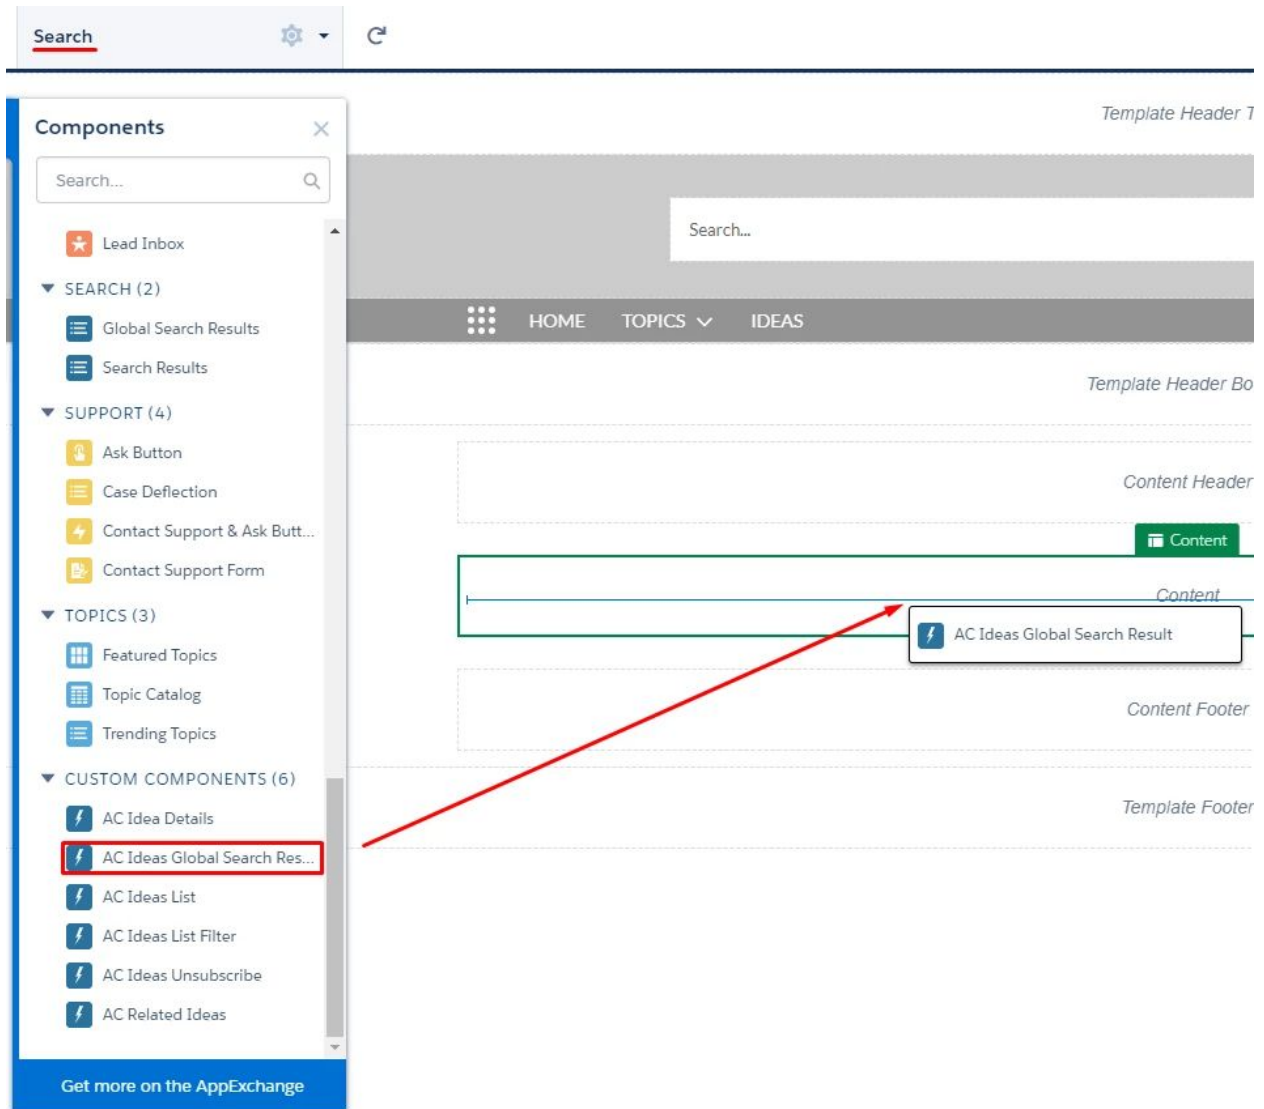 Search
Components
Search...
Lead Inbox
SEARCH (2)
Global Search Results
Search Results
SUPPORT (4)
Ask Button
Case Deflection
Contact Support & Ask Butt...
Contact Support Form
TOPICS (3)
Featured Topics
Topic Catalog
Trending Topics
CUSTOM COMPONENTS (6)
AC Idea Details
AC Ideas Global Search Res...
AC Ideas List
AC Ideas List Filter
AC Ideas Unsubscribe
AC Related Ideas
Get more on the AppExchange
Template Header T
Search...
HOME TOPICS IDEAS
Template Header Bo
Content Header
Content
Content
AC Ideas Global Search Result
Content Footer
Template Footer